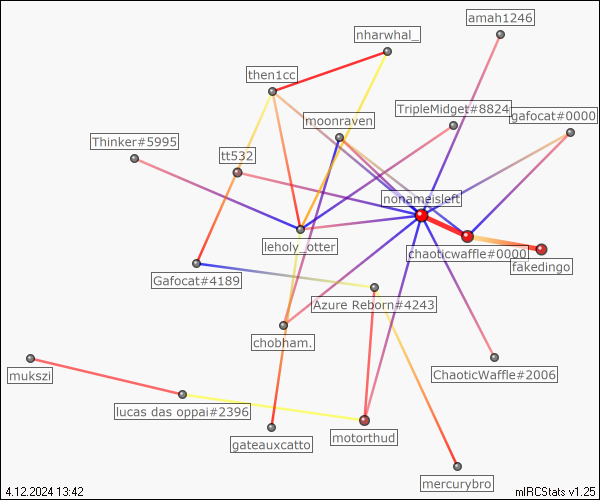 amah1246
nharwhal_
then1cc
TripleMidget#8824
gafocat#0000
moonraven
Thinker#5995
tt532
nonameisleft
leholy_otter
chaoticwaffle#0000
fakedingo
Gafocat#4189
Azure Reborn#4243
chobham.
mukszi
ChaoticWaffle#2006
lucas das oppai#2396
gateauxcatto
motorthud
mercurybro
4.12.2024 13:42
mIRCStats v1.25